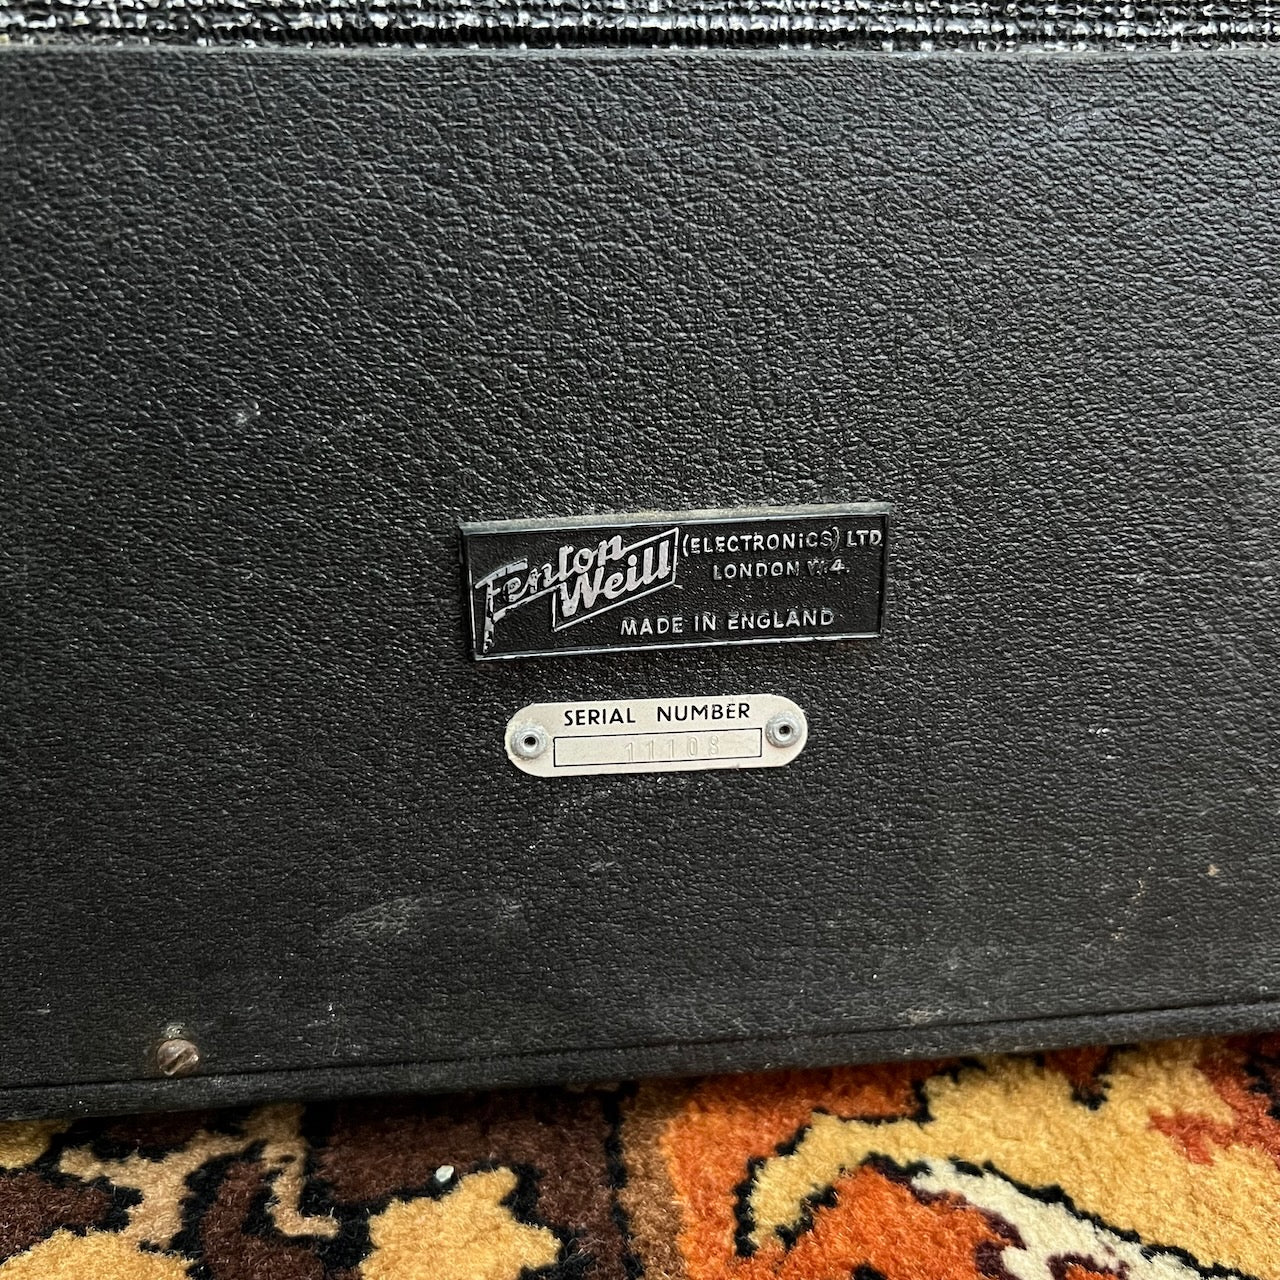 Fenton
Weill
(ELECTRONiCS) LTD
LONDON W.4.
MADE IN ENGLAND
SERIAL NUMBER
11108